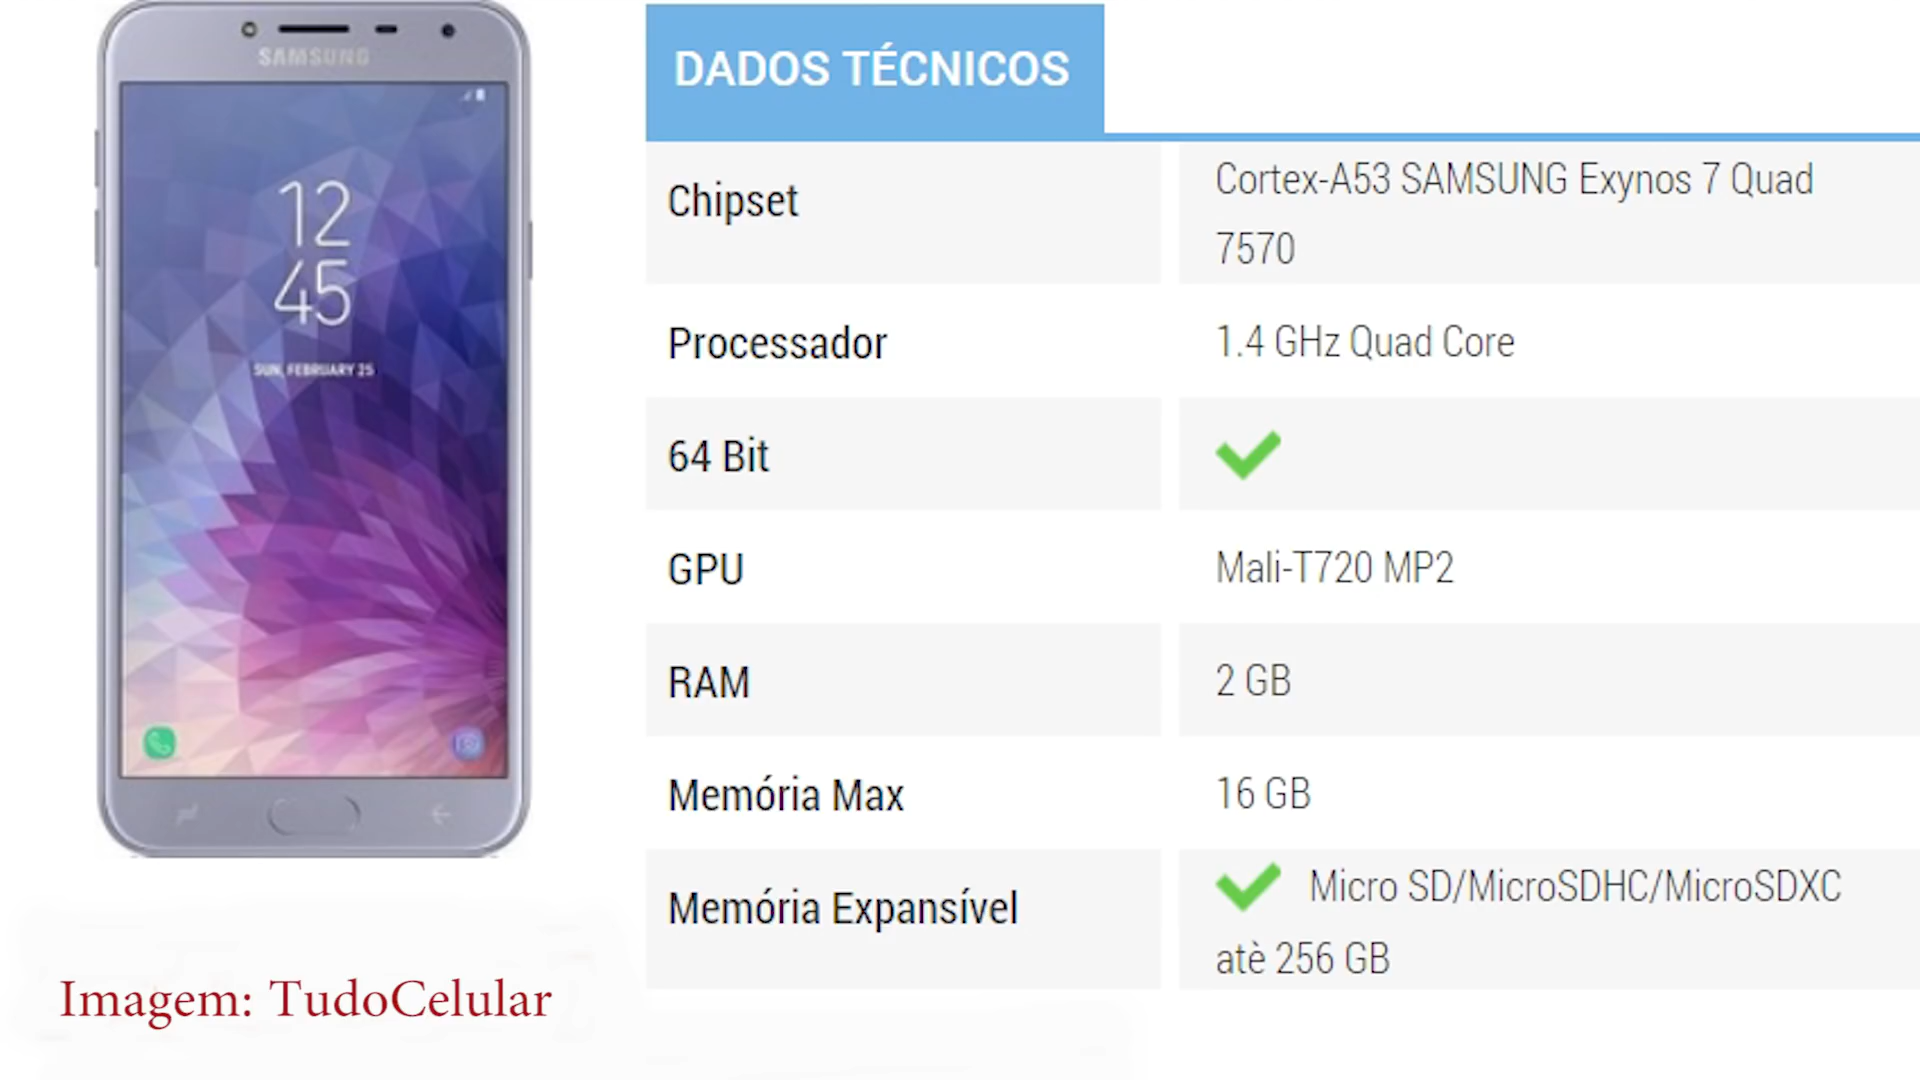 SAMSUNG
12
45
SUN, FEBRUARY 25
Imagem: TudoCelular
DADOS TÉCNICOS
Chipset
Cortex-A53 SAMSUNG Exynos 7 Quad
7570
Processador
1.4 GHz Quad Core
64 Bit
GPU
Mali-T720 MP2
RAM
2 GB
Memória Max
16 GB
Memória Expansível
Micro SD/MicroSDHC/MicroSDXC
atè 256 GB